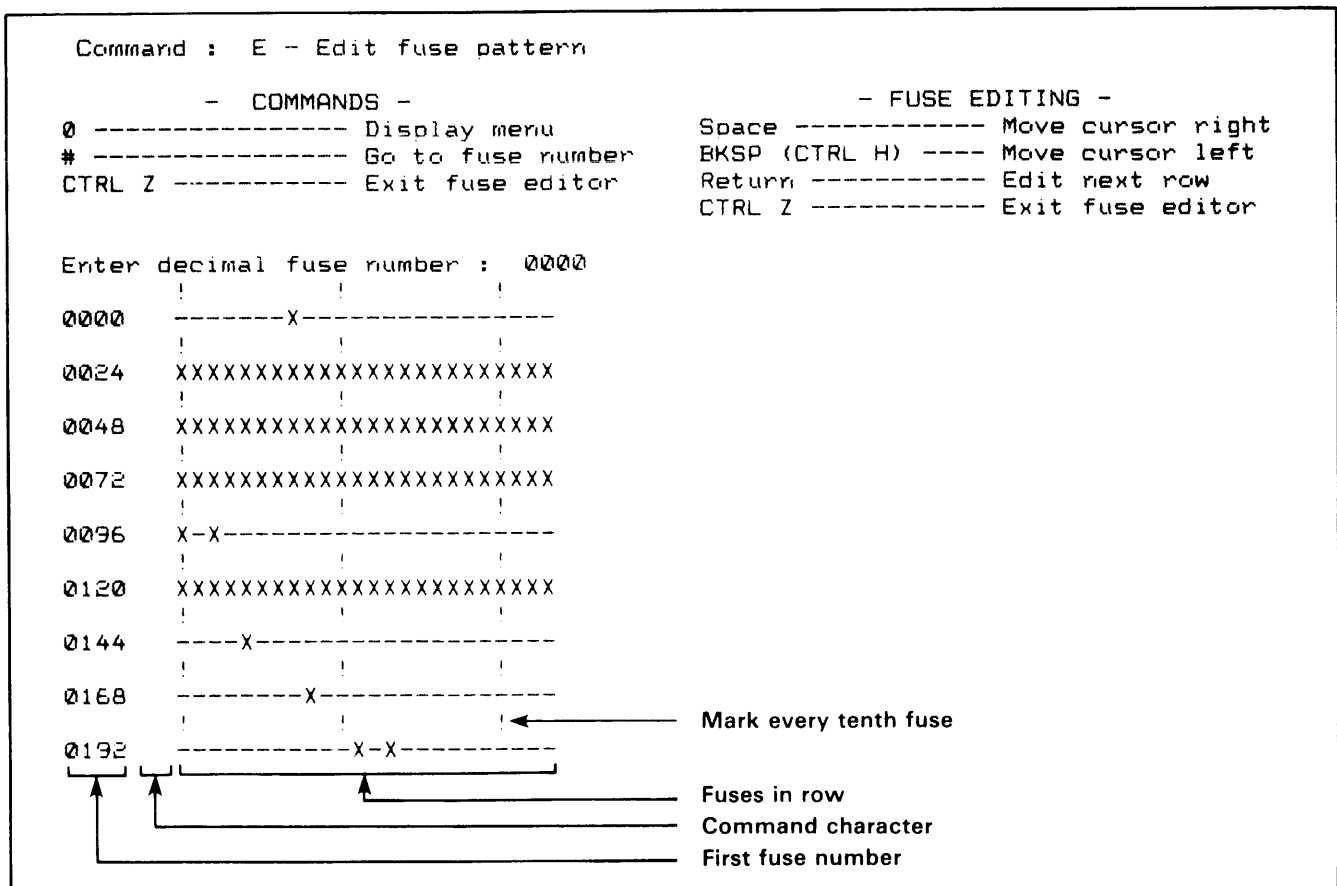 Command : E - Edit fuse pattern
- COMMANDS -
0 ---------------- Display menu
# ---------------- Go to fuse number
CTRL Z ----------- Exit fuse editor
- FUSE EDITING -
Space ------------ Move cursor right
BKSP (CTRL H) ---- Move cursor left
Return ----------- Edit next row
CTRL Z ----------- Exit fuse editor
Enter decimal fuse number : 0000
0000 -------X----------------
0024 XXXXXXXXXXXXXXXXXXXXXXXX
0048 XXXXXXXXXXXXXXXXXXXXXXXX
0072 XXXXXXXXXXXXXXXXXXXXXXXX
0096 X-X---------------------
0120 XXXXXXXXXXXXXXXXXXXXXXXX
0144 ----X-------------------
0168 --------X---------------
0192 -----------X-X----------
Mark every tenth fuse
Fuses in row
Command character
First fuse number